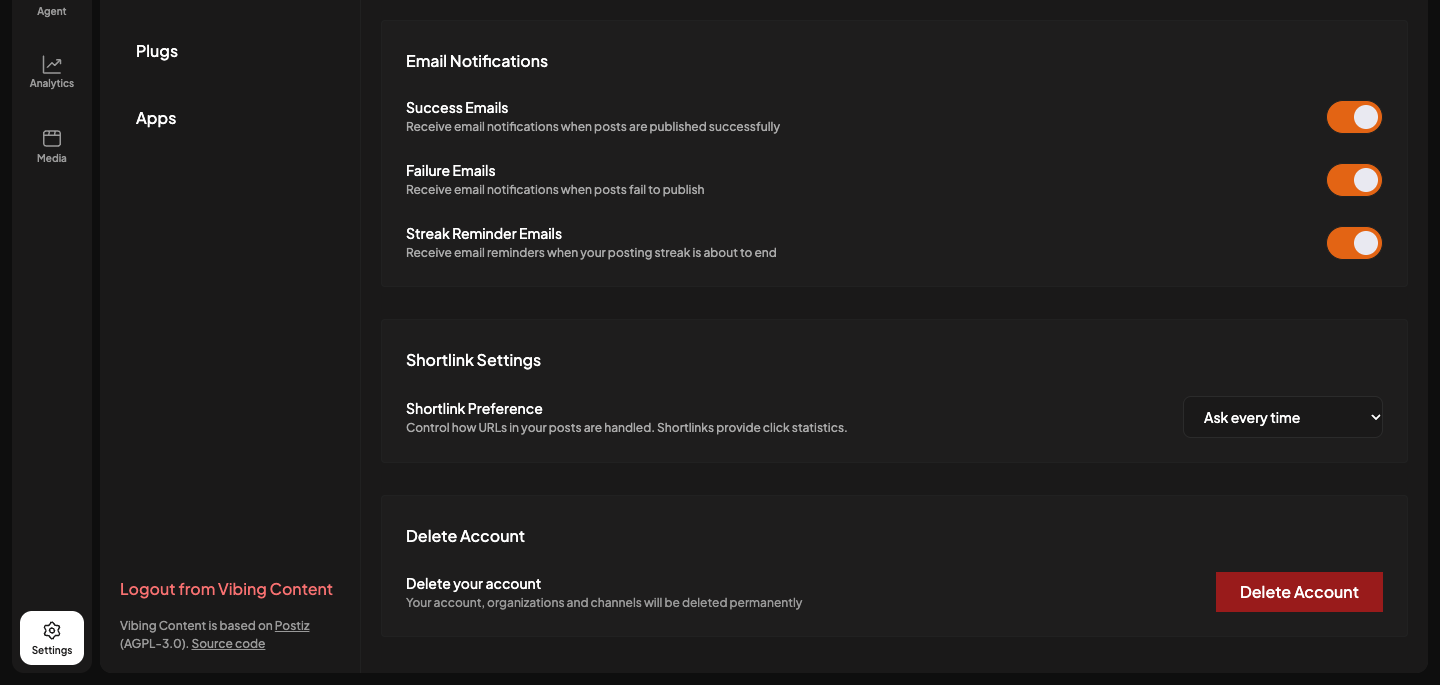 Agent
Analytics
Media
Settings
Plugs
Apps
Logout from Vibing Content
Vibing Content is based on Postiz
(AGPL-3.0). Source code
Email Notifications
Success Emails
Receive email notifications when posts are published successfully
Failure Emails
Receive email notifications when posts fail to publish
Streak Reminder Emails
Receive email reminders when your posting streak is about to end
Shortlink Settings
Shortlink Preference
Control how URLs in your posts are handled. Shortlinks provide click statistics.
Ask every time
Delete Account
Delete your account
Your account, organizations and channels will be deleted permanently
Delete Account